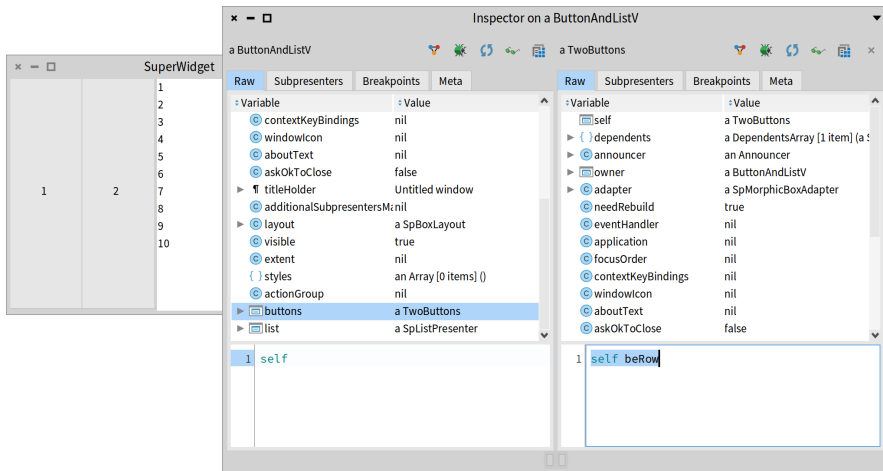 Inspector on a ButtonAndListV
a ButtonAndListV
a TwoButtons
SuperWidget
1
2
1
2
3
4
5
6
7
8
9
10
Raw Subpresenters Breakpoints Meta
Variable Value
contextKeyBindings nil
windowIcon nil
aboutText nil
askOkToClose false
titleHolder Untitled window
additionalSubpresentersMa nil
layout a SpBoxLayout
visible true
extent nil
styles an Array [0 items] ()
actionGroup nil
buttons a TwoButtons
list a SpListPresenter
1 self
Raw Subpresenters Breakpoints Meta
Variable Value
self a TwoButtons
dependents a DependentsArray [1 item] (a S
announcer an Announcer
owner a ButtonAndListV
adapter a SpMorphicBoxAdapter
needRebuild true
eventHandler nil
application nil
focusOrder nil
contextKeyBindings nil
windowIcon nil
aboutText nil
askOkToClose false
1 self beRow